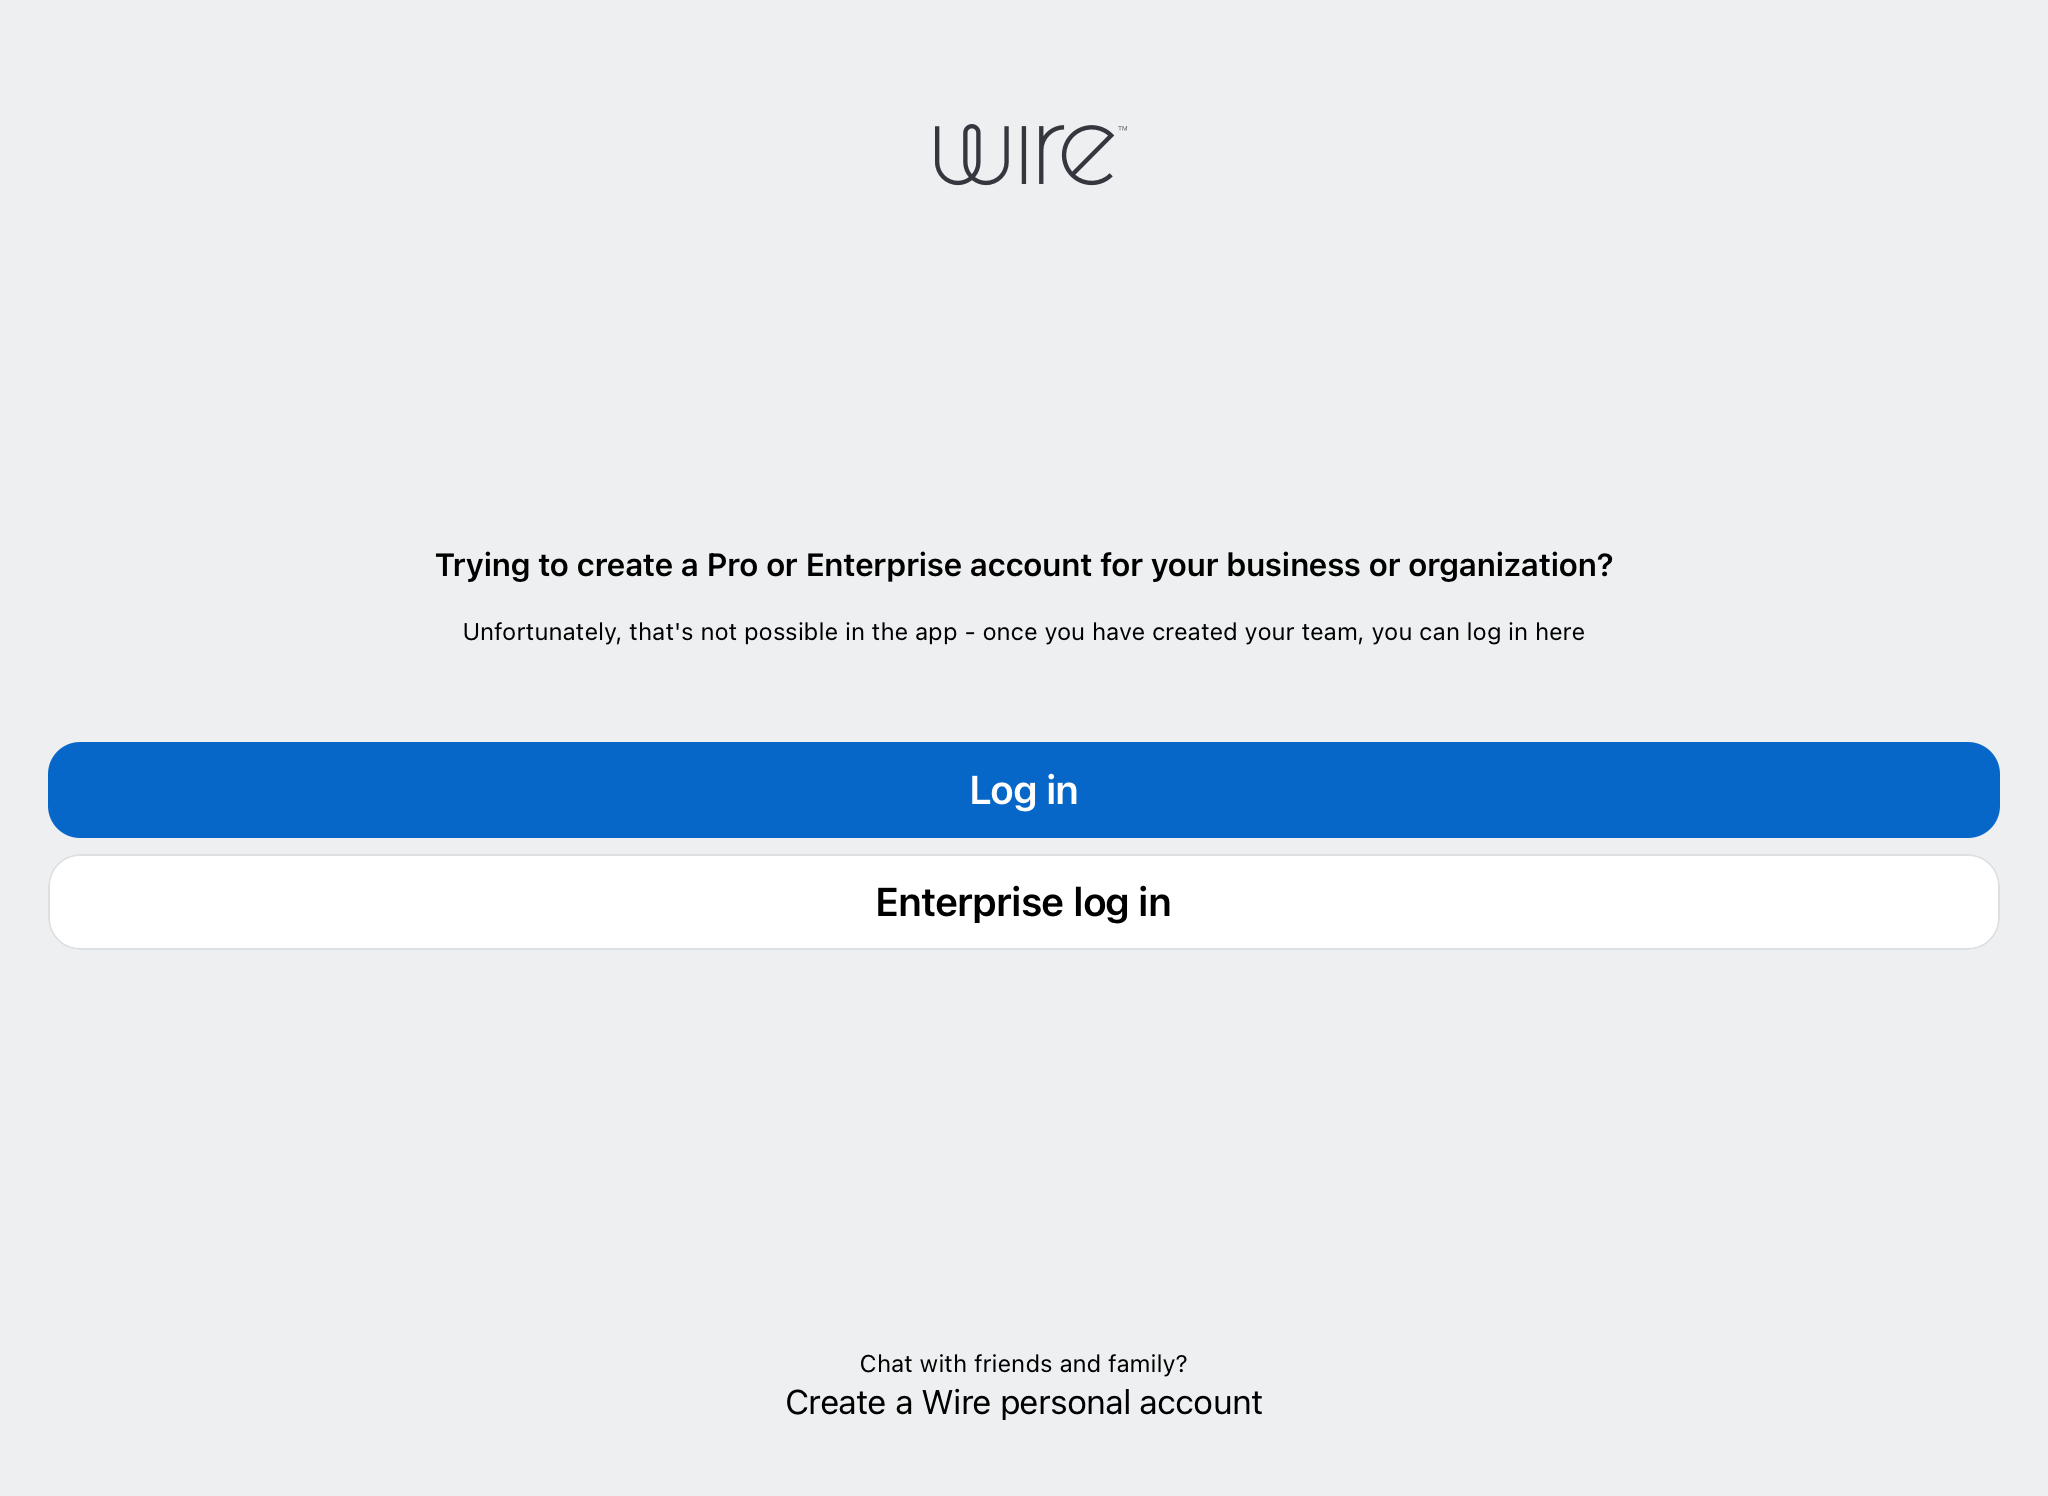 wire™
Trying to create a Pro or Enterprise account for your business or organization?
Unfortunately, that's not possible in the app - once you have created your team, you can log in here
Log in
Enterprise log in
Chat with friends and family?
Create a Wire personal account